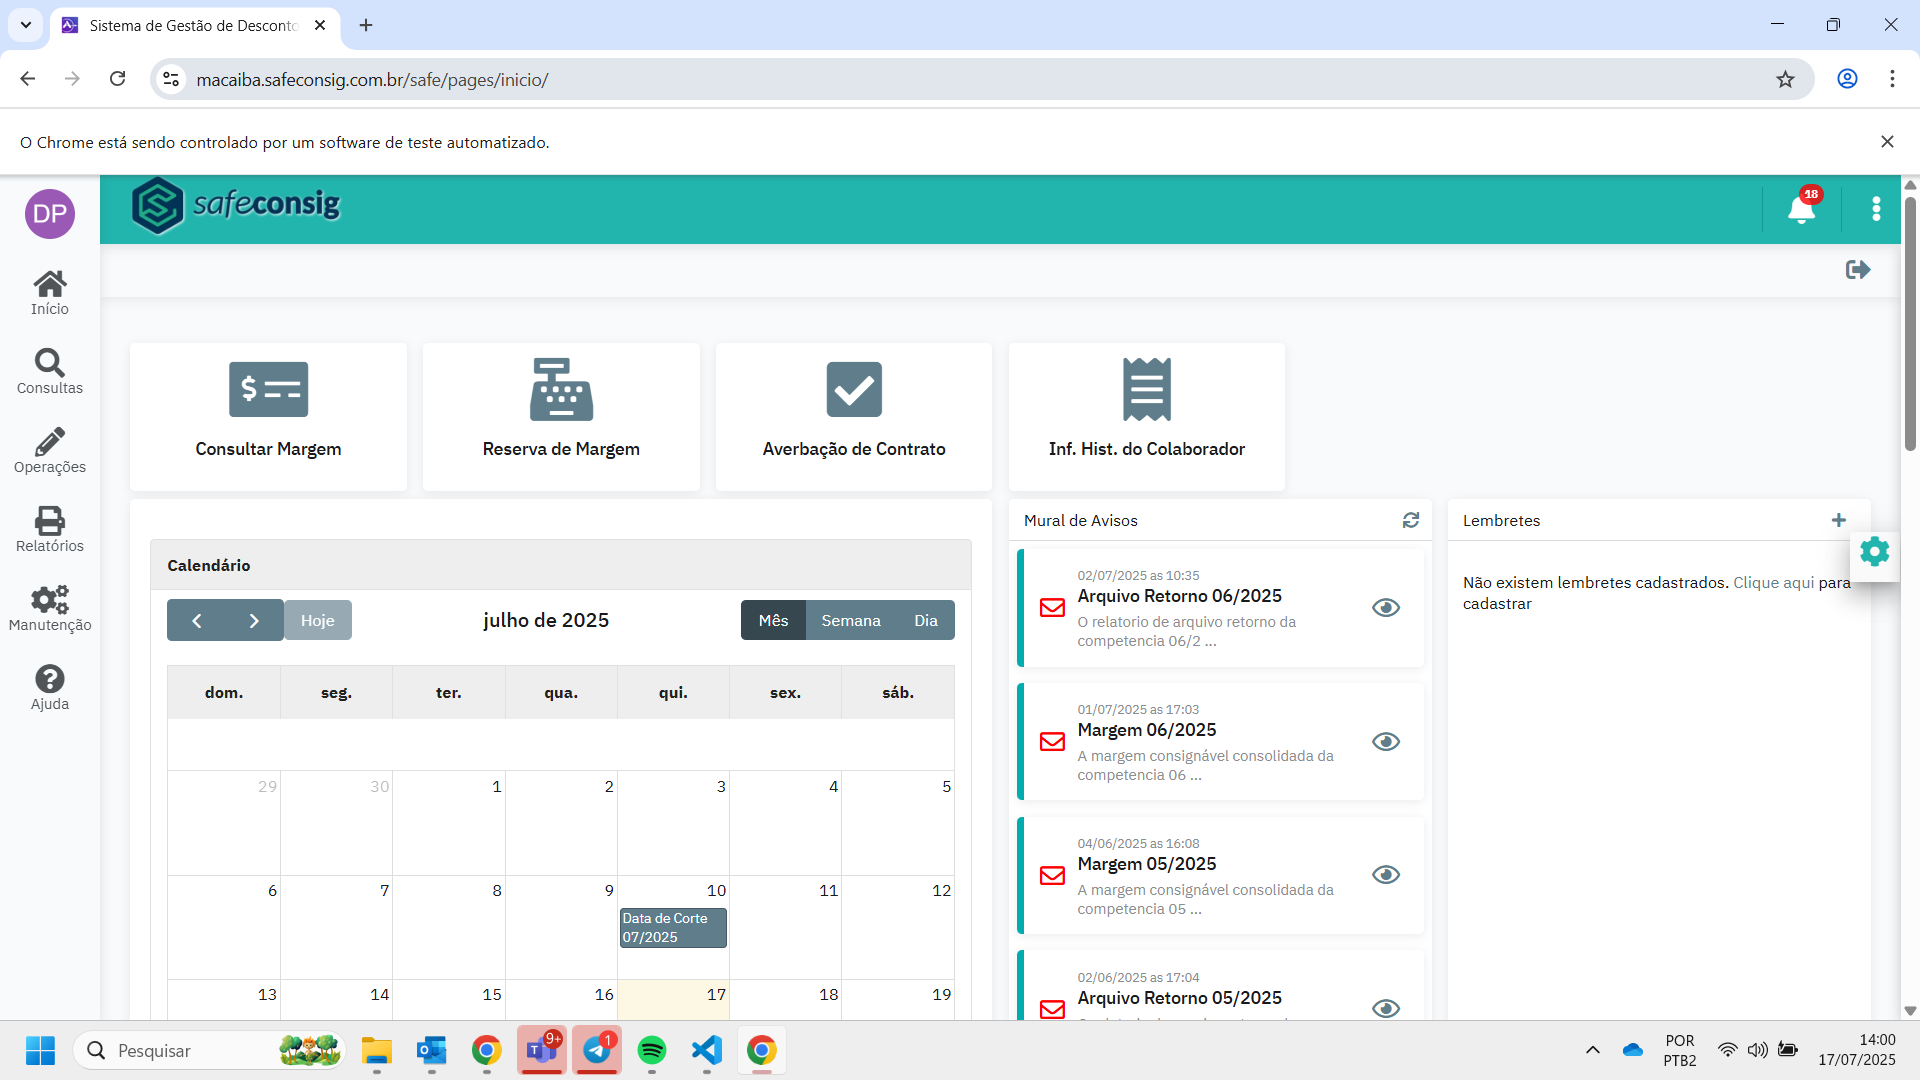 Sistema de Gestão de Desconto
macaiba.safeconsig.com.br/safe/pages/inicio/
O Chrome está sendo controlado por um software de teste automatizado.
DP
safeconsig
18
Início
Consultas
Operações
Relatórios
Manutenção
Ajuda
Consultar Margem
Reserva de Margem
Averbação de Contrato
Inf. Hist. do Colaborador
Calendário
Hoje
julho de 2025
Mês
Semana
Dia
dom.
seg.
ter.
qua.
qui.
sex.
sáb.
29
30
1
2
3
4
5
6
7
8
9
10
11
12
Data de Corte
07/2025
13
14
15
16
17
18
19
Mural de Avisos
02/07/2025 as 10:35
Arquivo Retorno 06/2025
O relatorio de arquivo retorno da
competencia 06/2 ...
01/07/2025 as 17:03
Margem 06/2025
A margem consignável consolidada da
competencia 06 ...
04/06/2025 as 16:08
Margem 05/2025
A margem consignável consolidada da
competencia 05 ...
02/06/2025 as 17:04
Arquivo Retorno 05/2025
Lembretes
Não existem lembretes cadastrados. Clique aqui para
cadastrar
Pesquisar
9+
1
POR
PTB2
14:00
17/07/2025